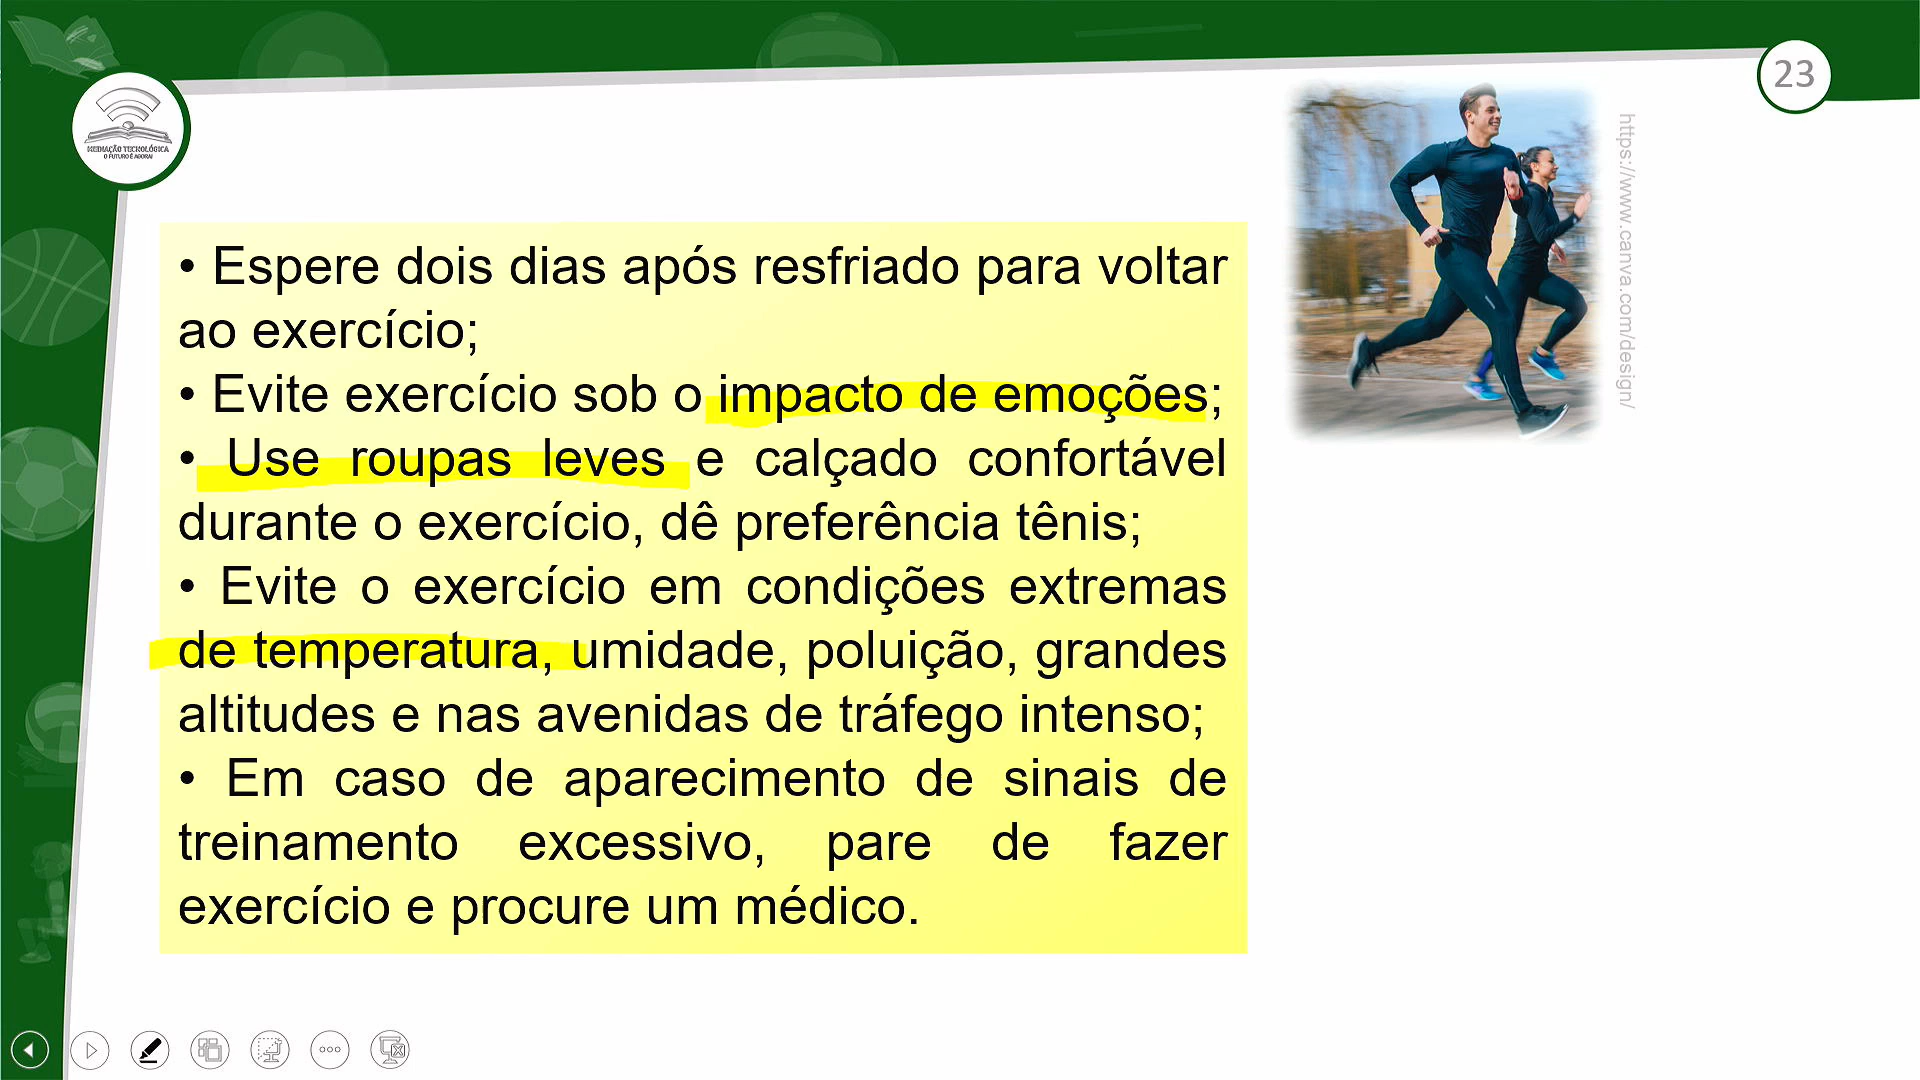 MEDIAÇÃO TECNOLÓGICA
O FUTURO É AGORA!
23
https://www.canva.com/design/
• Espere dois dias após resfriado para voltar
ao exercício;
• Evite exercício sob o impacto de emoções;
• Use roupas leves e calçado confortável
durante o exercício, dê preferência tênis;
• Evite o exercício em condições extremas
de temperatura, umidade, poluição, grandes
altitudes e nas avenidas de tráfego intenso;
• Em caso de aparecimento de sinais de
treinamento excessivo, pare de fazer
exercício e procure um médico.